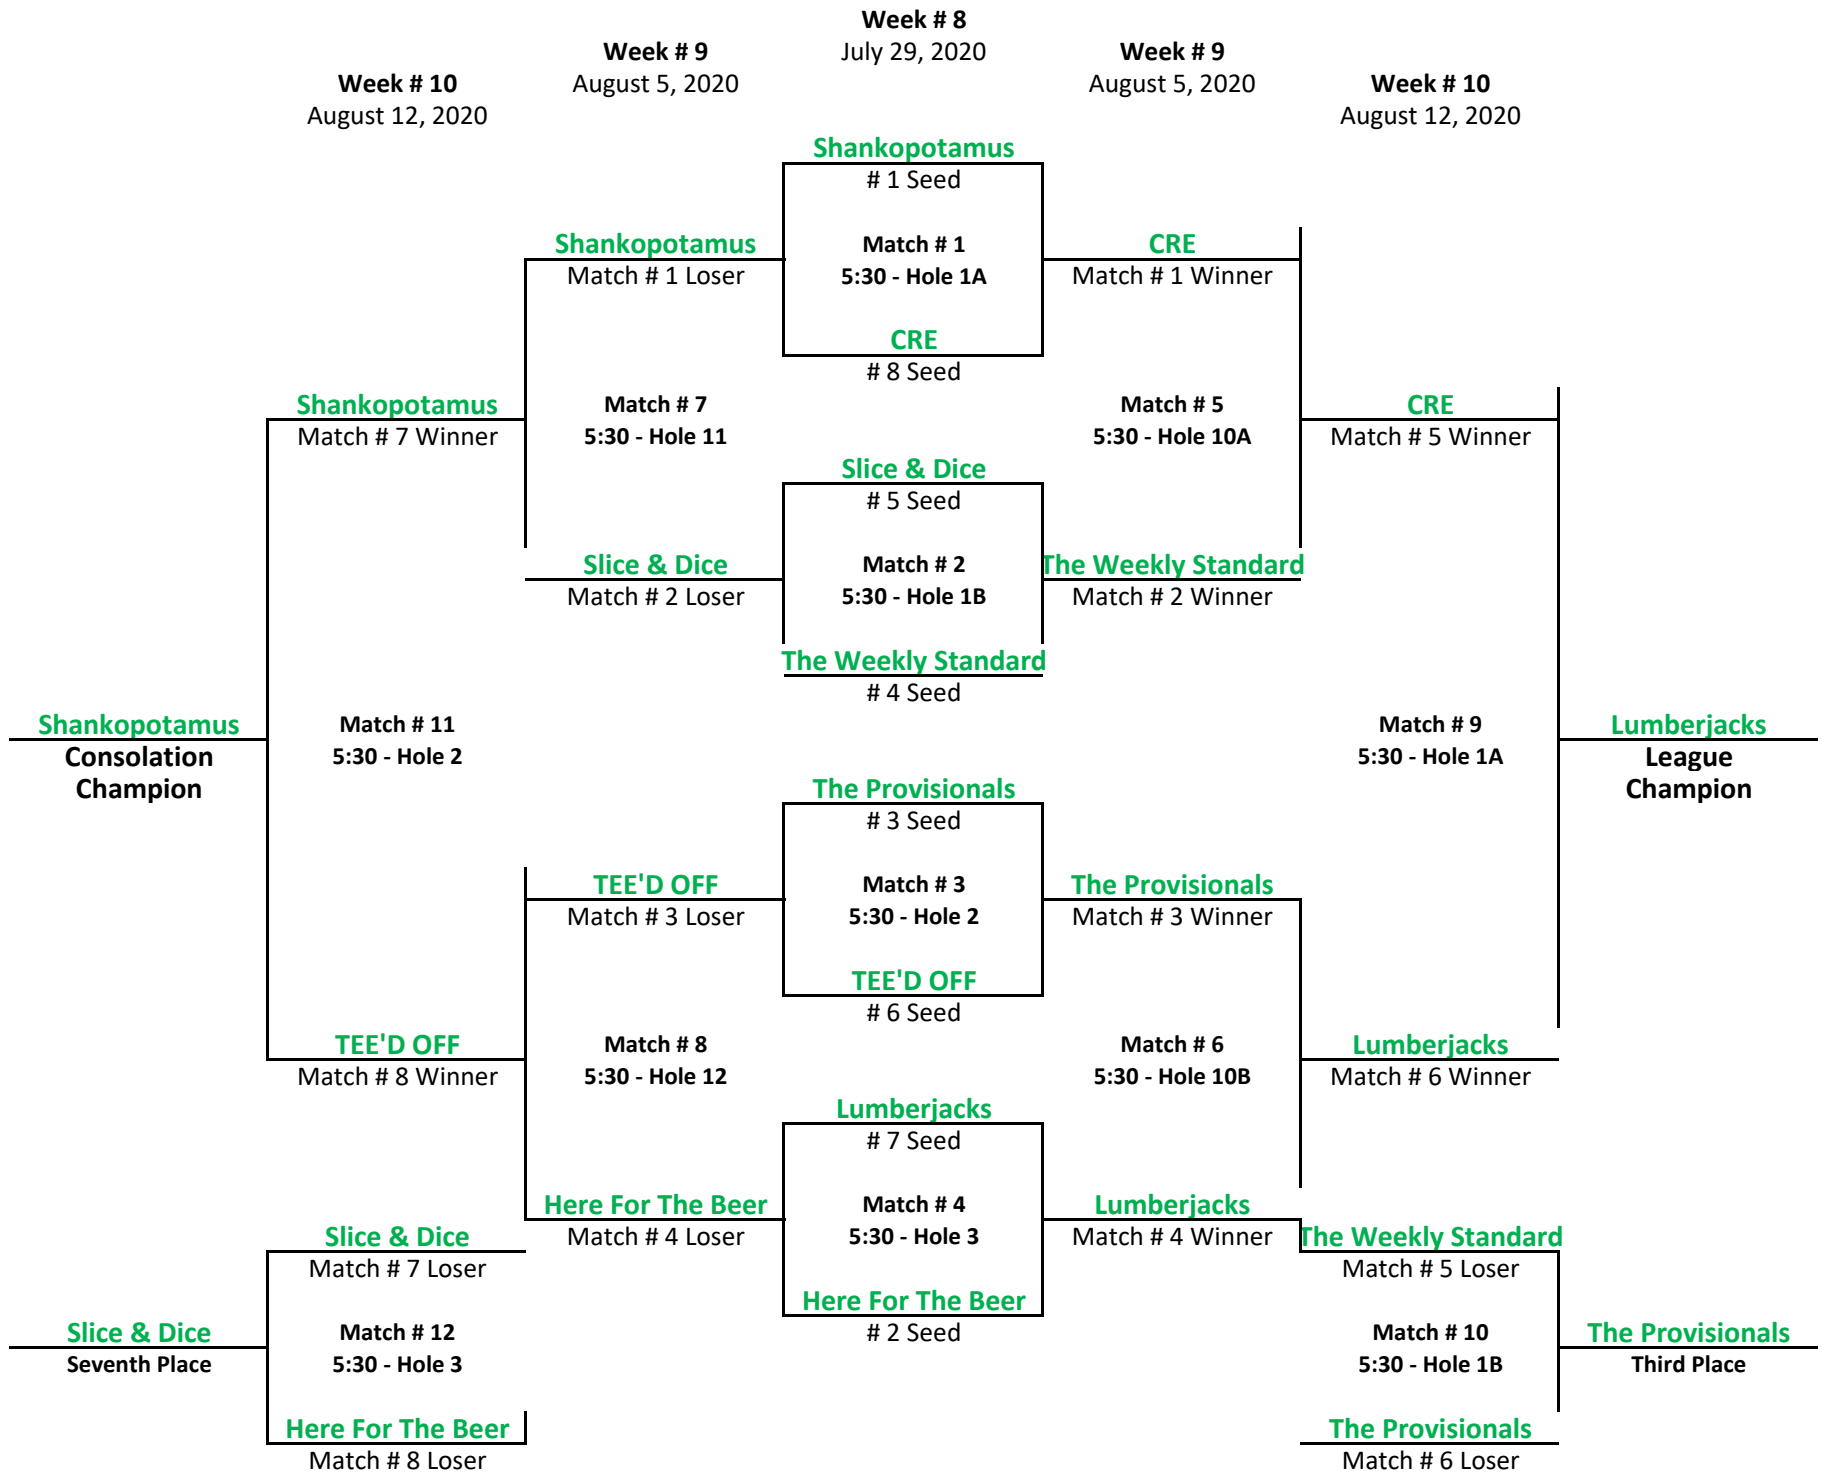 Week # 8
July 29, 2020
Week # 9
August 5, 2020
Week # 9
August 5, 2020
Week # 10
August 12, 2020
Week # 10
August 12, 2020
Shankopotamus
# 1 Seed
Shankopotamus
Match # 1 Loser
Match # 1
5:30 - Hole 1A
CRE
Match # 1 Winner
CRE
# 8 Seed
Shankopotamus
Match # 7 Winner
Match # 7
5:30 - Hole 11
Match # 5
5:30 - Hole 10A
CRE
Match # 5 Winner
Slice & Dice
# 5 Seed
Slice & Dice
Match # 2 Loser
Match # 2
5:30 - Hole 1B
The Weekly Standard
Match # 2 Winner
The Weekly Standard
# 4 Seed
Shankopotamus
Consolation
Champion
Match # 11
5:30 - Hole 2
Match # 9
5:30 - Hole 1A
Lumberjacks
League
Champion
The Provisionals
# 3 Seed
TEE'D OFF
Match # 3 Loser
Match # 3
5:30 - Hole 2
The Provisionals
Match # 3 Winner
TEE'D OFF
# 6 Seed
TEE'D OFF
Match # 8 Winner
Match # 8
5:30 - Hole 12
Match # 6
5:30 - Hole 10B
Lumberjacks
Match # 6 Winner
Lumberjacks
# 7 Seed
Here For The Beer
Match # 4 Loser
Match # 4
5:30 - Hole 3
Lumberjacks
Match # 4 Winner
Slice & Dice
Match # 7 Loser
The Weekly Standard
Match # 5 Loser
Here For The Beer
# 2 Seed
Slice & Dice
Seventh Place
Match # 12
5:30 - Hole 3
Match # 10
5:30 - Hole 1B
The Provisionals
Third Place
Here For The Beer
Match # 8 Loser
The Provisionals
Match # 6 Loser